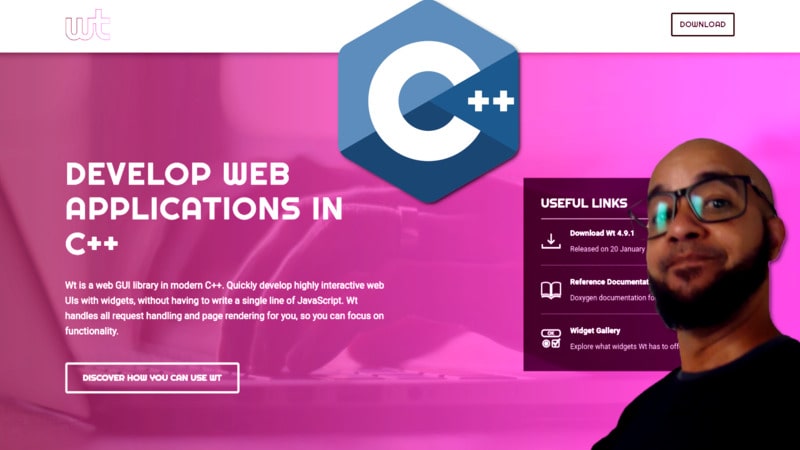 wt
DOWNLOAD
C++
DEVELOP WEB
APPLICATIONS IN
C++
Wt is a web GUI library in modern C++. Quickly develop highly interactive web
UIs with widgets, without having to write a single line of JavaScript. Wt
handles all request handling and page rendering for you, so you can focus on
functionality.
DISCOVER HOW YOU CAN USE WT
USEFUL LINKS
Download Wt 4.9.1
Released on 20 January
Reference Documentat
Doxygen documentation fo
OK
Widget Gallery
Explore what widgets Wt has to off